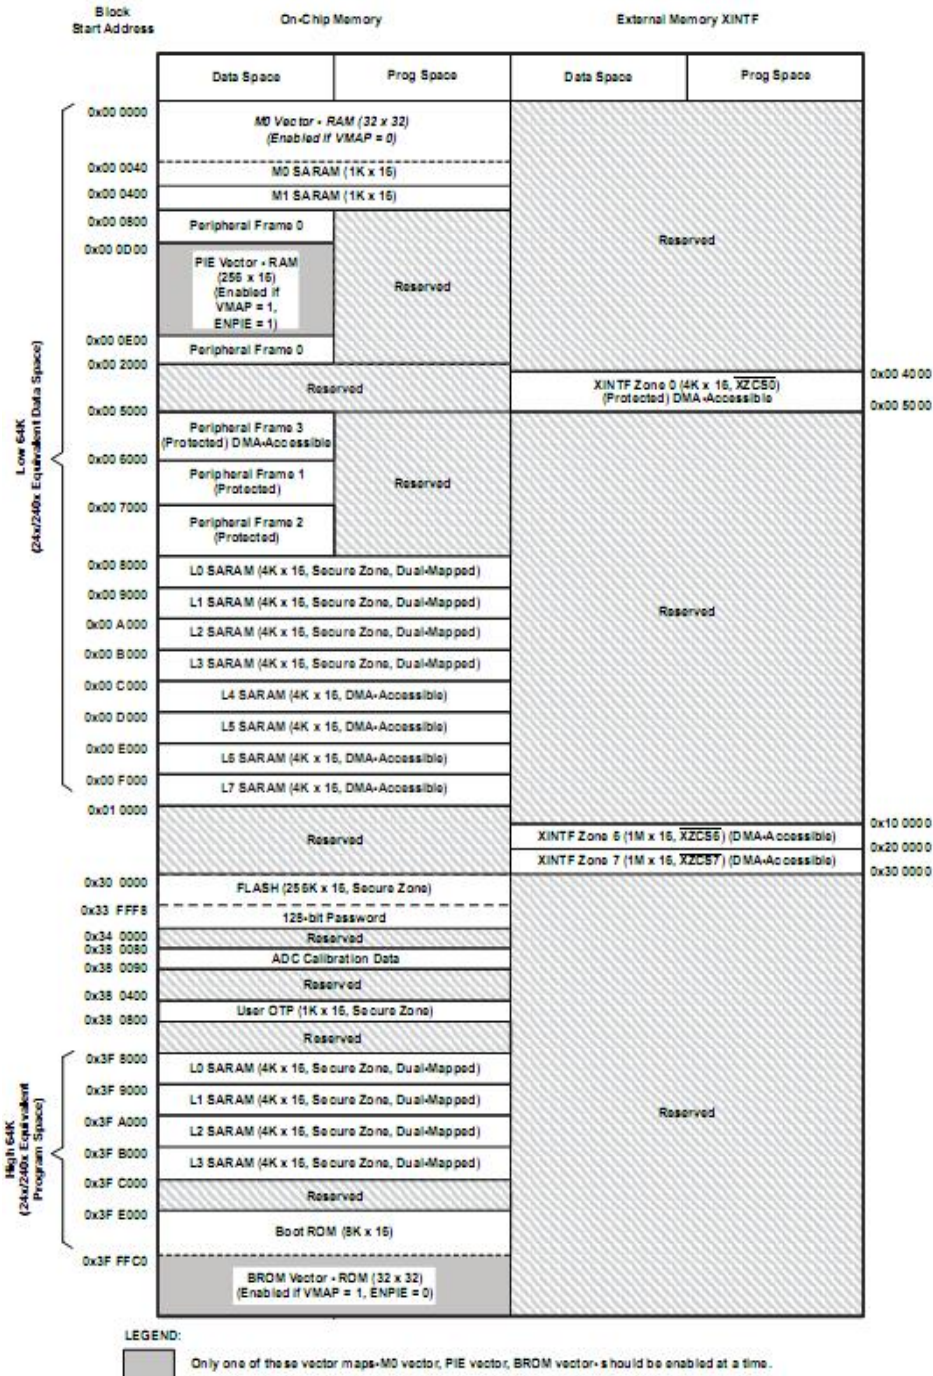 Block
Start Address
On-Chip Memory
External Memory XINTF
Data Space
Prog Space
Data Space
Prog Space
0x00 0000
M0 Vector - RAM (32 x 32)
(Enabled if VMAP = 0)
0x00 0040
M0 SARAM (1K x 16)
0x00 0400
M1 SARAM (1K x 16)
0x00 0800
Peripheral Frame 0
Reserved
0x00 0D00
PIE Vector - RAM
(256 x 16)
(Enabled if
VMAP = 1,
ENPIE = 1)
Reserved
0x00 0E00
Peripheral Frame 0
0x00 2000
Reserved
XINTF Zone 0 (4K x 16, XZCS0)
(Protected) DMA-Accessible
0x00 4000
0x00 5000
0x00 5000
Peripheral Frame 3
(Protected) DMA-Accessible
0x00 6000
Peripheral Frame 1
(Protected)
Reserved
0x00 7000
Peripheral Frame 2
(Protected)
Low 64K
(24x/240x Equivalent Data Space)
0x00 8000
L0 SARAM (4K x 16, Secure Zone, Dual-Mapped)
0x00 9000
L1 SARAM (4K x 16, Secure Zone, Dual-Mapped)
Reserved
0x00 A000
L2 SARAM (4K x 16, Secure Zone, Dual-Mapped)
0x00 B000
L3 SARAM (4K x 16, Secure Zone, Dual-Mapped)
0x00 C000
L4 SARAM (4K x 16, DMA-Accessible)
0x00 D000
L5 SARAM (4K x 16, DMA-Accessible)
0x00 E000
L6 SARAM (4K x 16, DMA-Accessible)
0x00 F000
L7 SARAM (4K x 16, DMA-Accessible)
0x01 0000
Reserved
0x10 0000
XINTF Zone 6 (1M x 16, XZCS6) (DMA-Accessible)
0x20 0000
XINTF Zone 7 (1M x 16, XZCS7) (DMA-Accessible)
0x30 0000
0x30 0000
FLASH (256K x 16, Secure Zone)
0x33 FFF8
128-bit Password
0x34 0000
Reserved
0x38 0080
ADC Calibration Data
0x38 0090
Reserved
0x38 0400
User OTP (1K x 16, Secure Zone)
0x38 0800
Reserved
High 64K
(24x/240x Equivalent
Program Space)
0x3F 8000
L0 SARAM (4K x 16, Secure Zone, Dual-Mapped)
0x3F 9000
L1 SARAM (4K x 16, Secure Zone, Dual-Mapped)
Reserved
0x3F A000
L2 SARAM (4K x 16, Secure Zone, Dual-Mapped)
0x3F B000
L3 SARAM (4K x 16, Secure Zone, Dual-Mapped)
0x3F C000
Reserved
0x3F E000
Boot ROM (8K x 16)
0x3F FFC0
BROM Vector - ROM (32 x 32)
(Enabled if VMAP = 1, ENPIE = 0)
LEGEND:
Only one of these vector maps-M0 vector, PIE vector, BROM vector- should be enabled at a time.